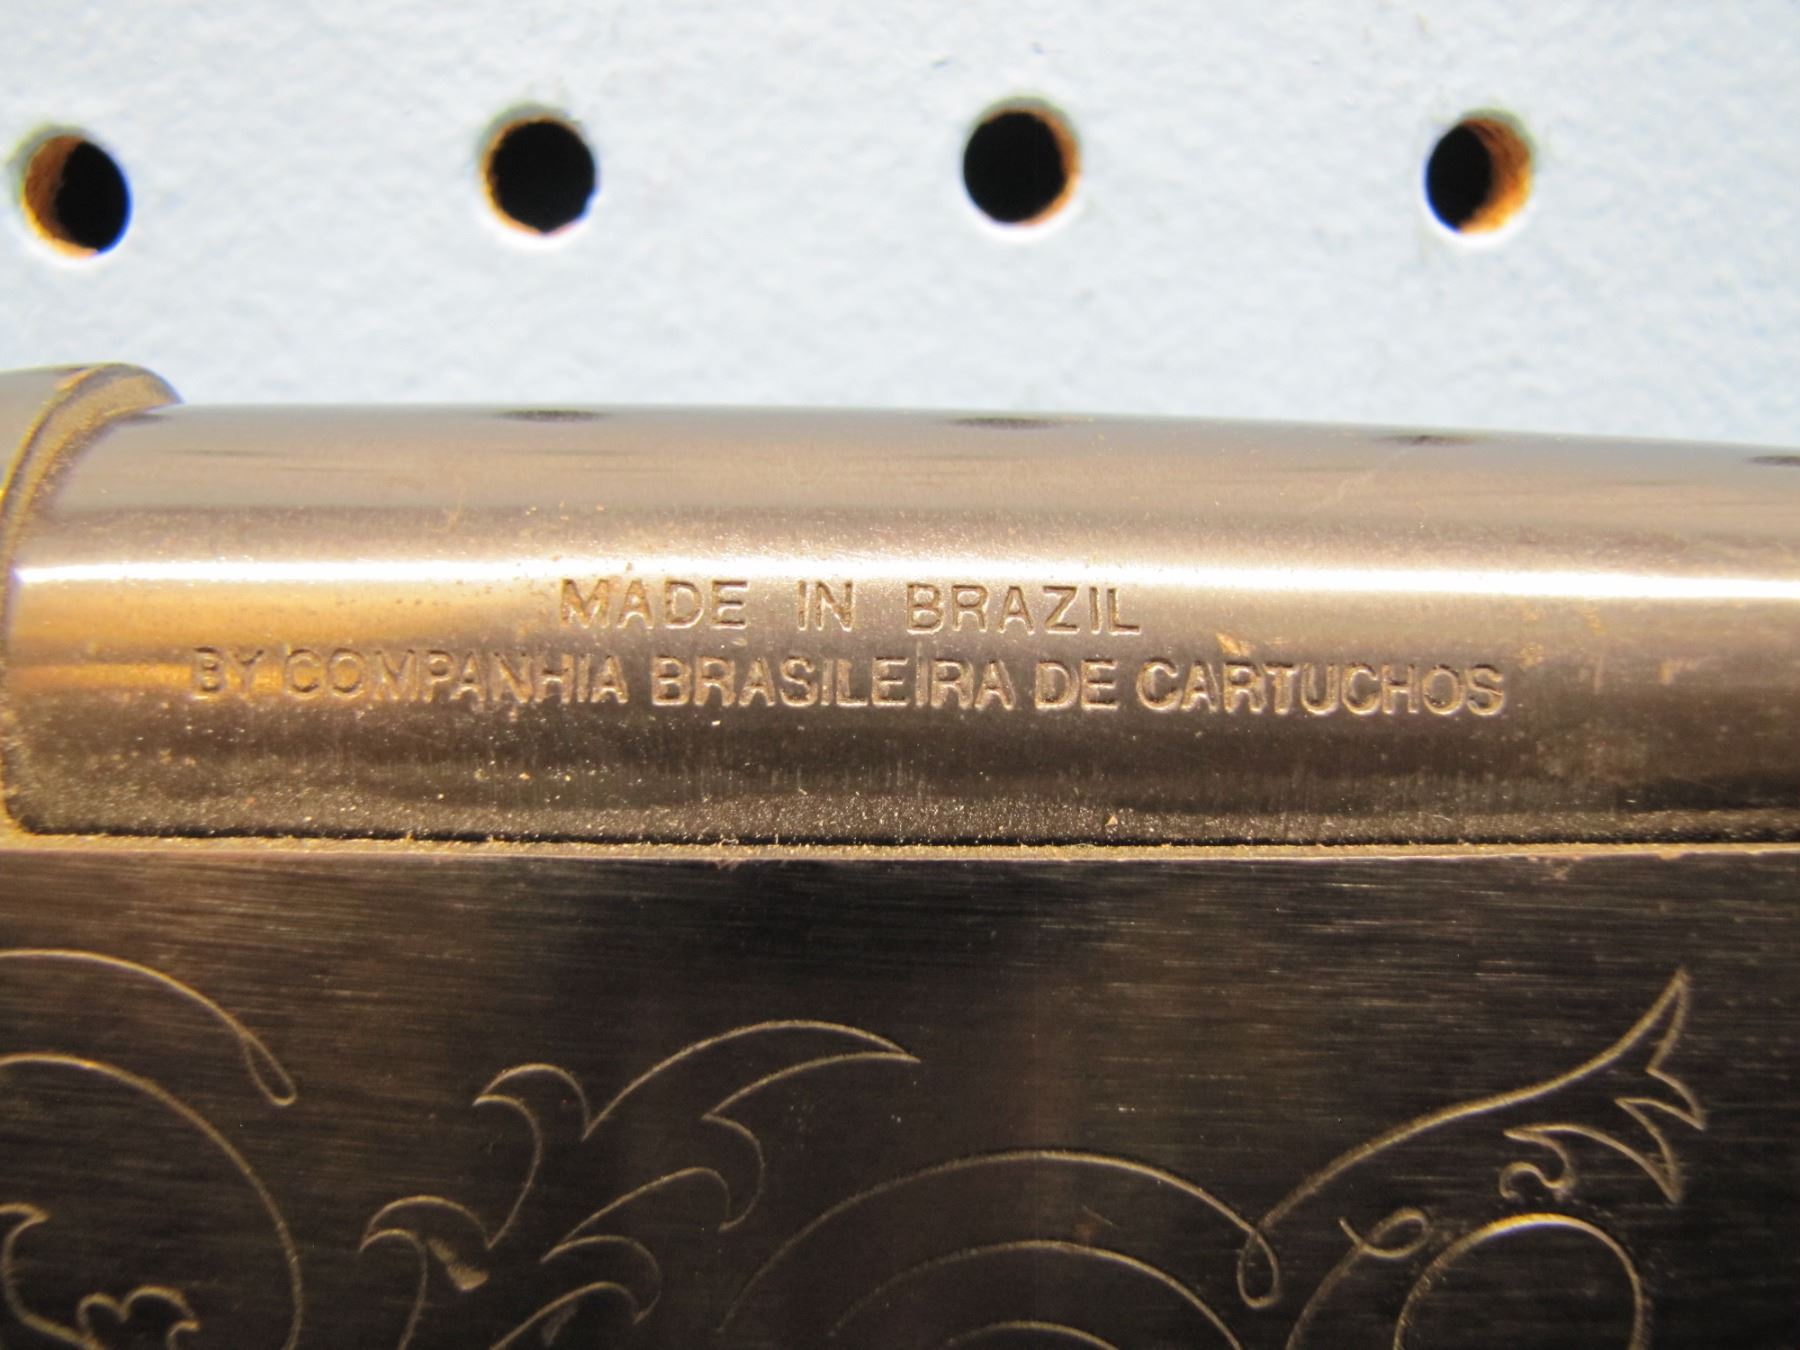 MADE IN BRAZIL
BY COMPANHIA BRASILEIRA DE CARTUCHOS